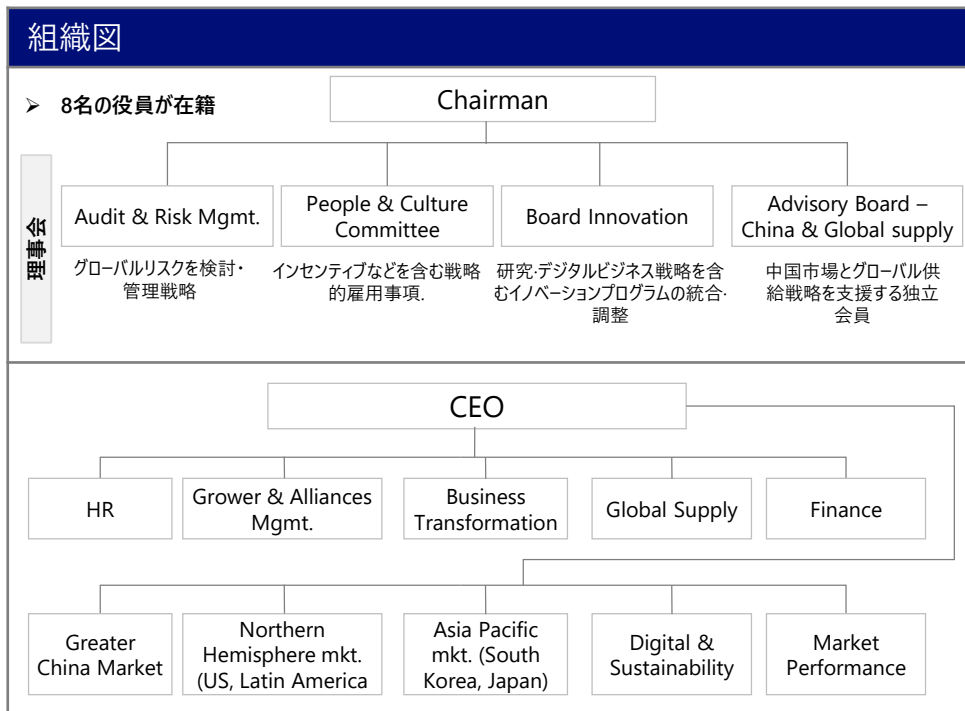 組織図
➢ 8名の役員が在籍
Chairman
理事会
Audit & Risk Mgmt.
People & Culture
Committee
Board Innovation
Advisory Board –
China & Global supply
グローバルリスクを検討・
管理戦略
インセンティブなどを含む戦略
的雇用事項.
研究·デジタルビジネス戦略を含
むイノベーションプログラムの統合·
調整
中国市場とグローバル供
給戦略を支援する独立
会員
CEO
HR
Grower & Alliances
Mgmt.
Business
Transformation
Global Supply
Finance
Greater
China Market
Northern
Hemisphere mkt.
(US, Latin America
Asia Pacific
mkt. (South
Korea, Japan)
Digital &
Sustainability
Market
Performance